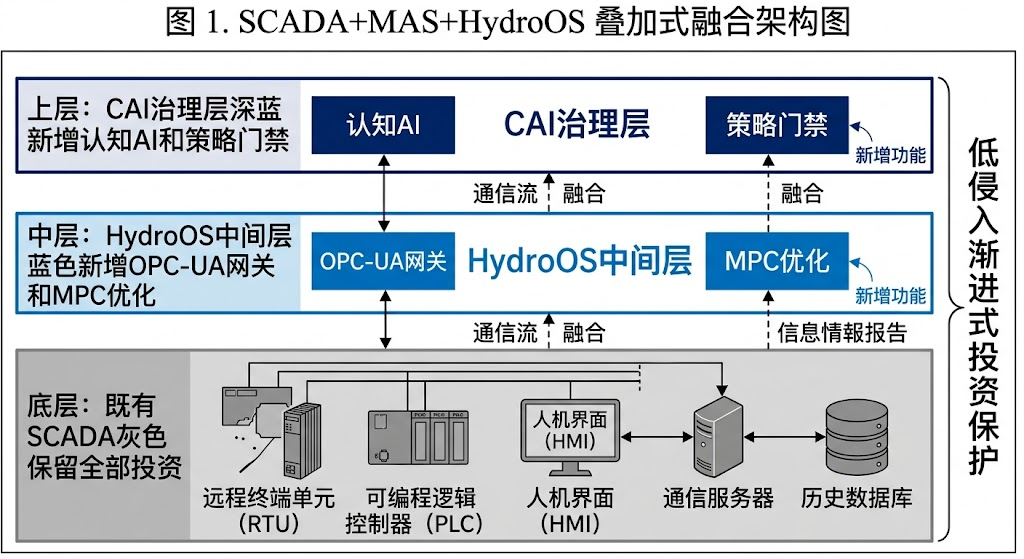 图 1. SCADA+MAS+HydroOS 叠加式融合架构图
上层：CAI治理层深蓝
新增认知AI和策略门禁
认知AI
CAI治理层
策略门禁
新增功能
通信流
融合
融合
中层：HydroOS中间层
蓝色新增OPC-UA网关
和MPC优化
OPC-UA网关
HydroOS中间层
MPC优化
新增功能
通信流
融合
信息情報报告
底层：既有
SCADA灰色
保留全部投资
人机界面
（HMI）
远程终端单元
（RTU）
可编程逻辑
控制器（PLC）
人机界面
（HMI）
通信服务器
历史数据库
低侵入渐进式投资保护